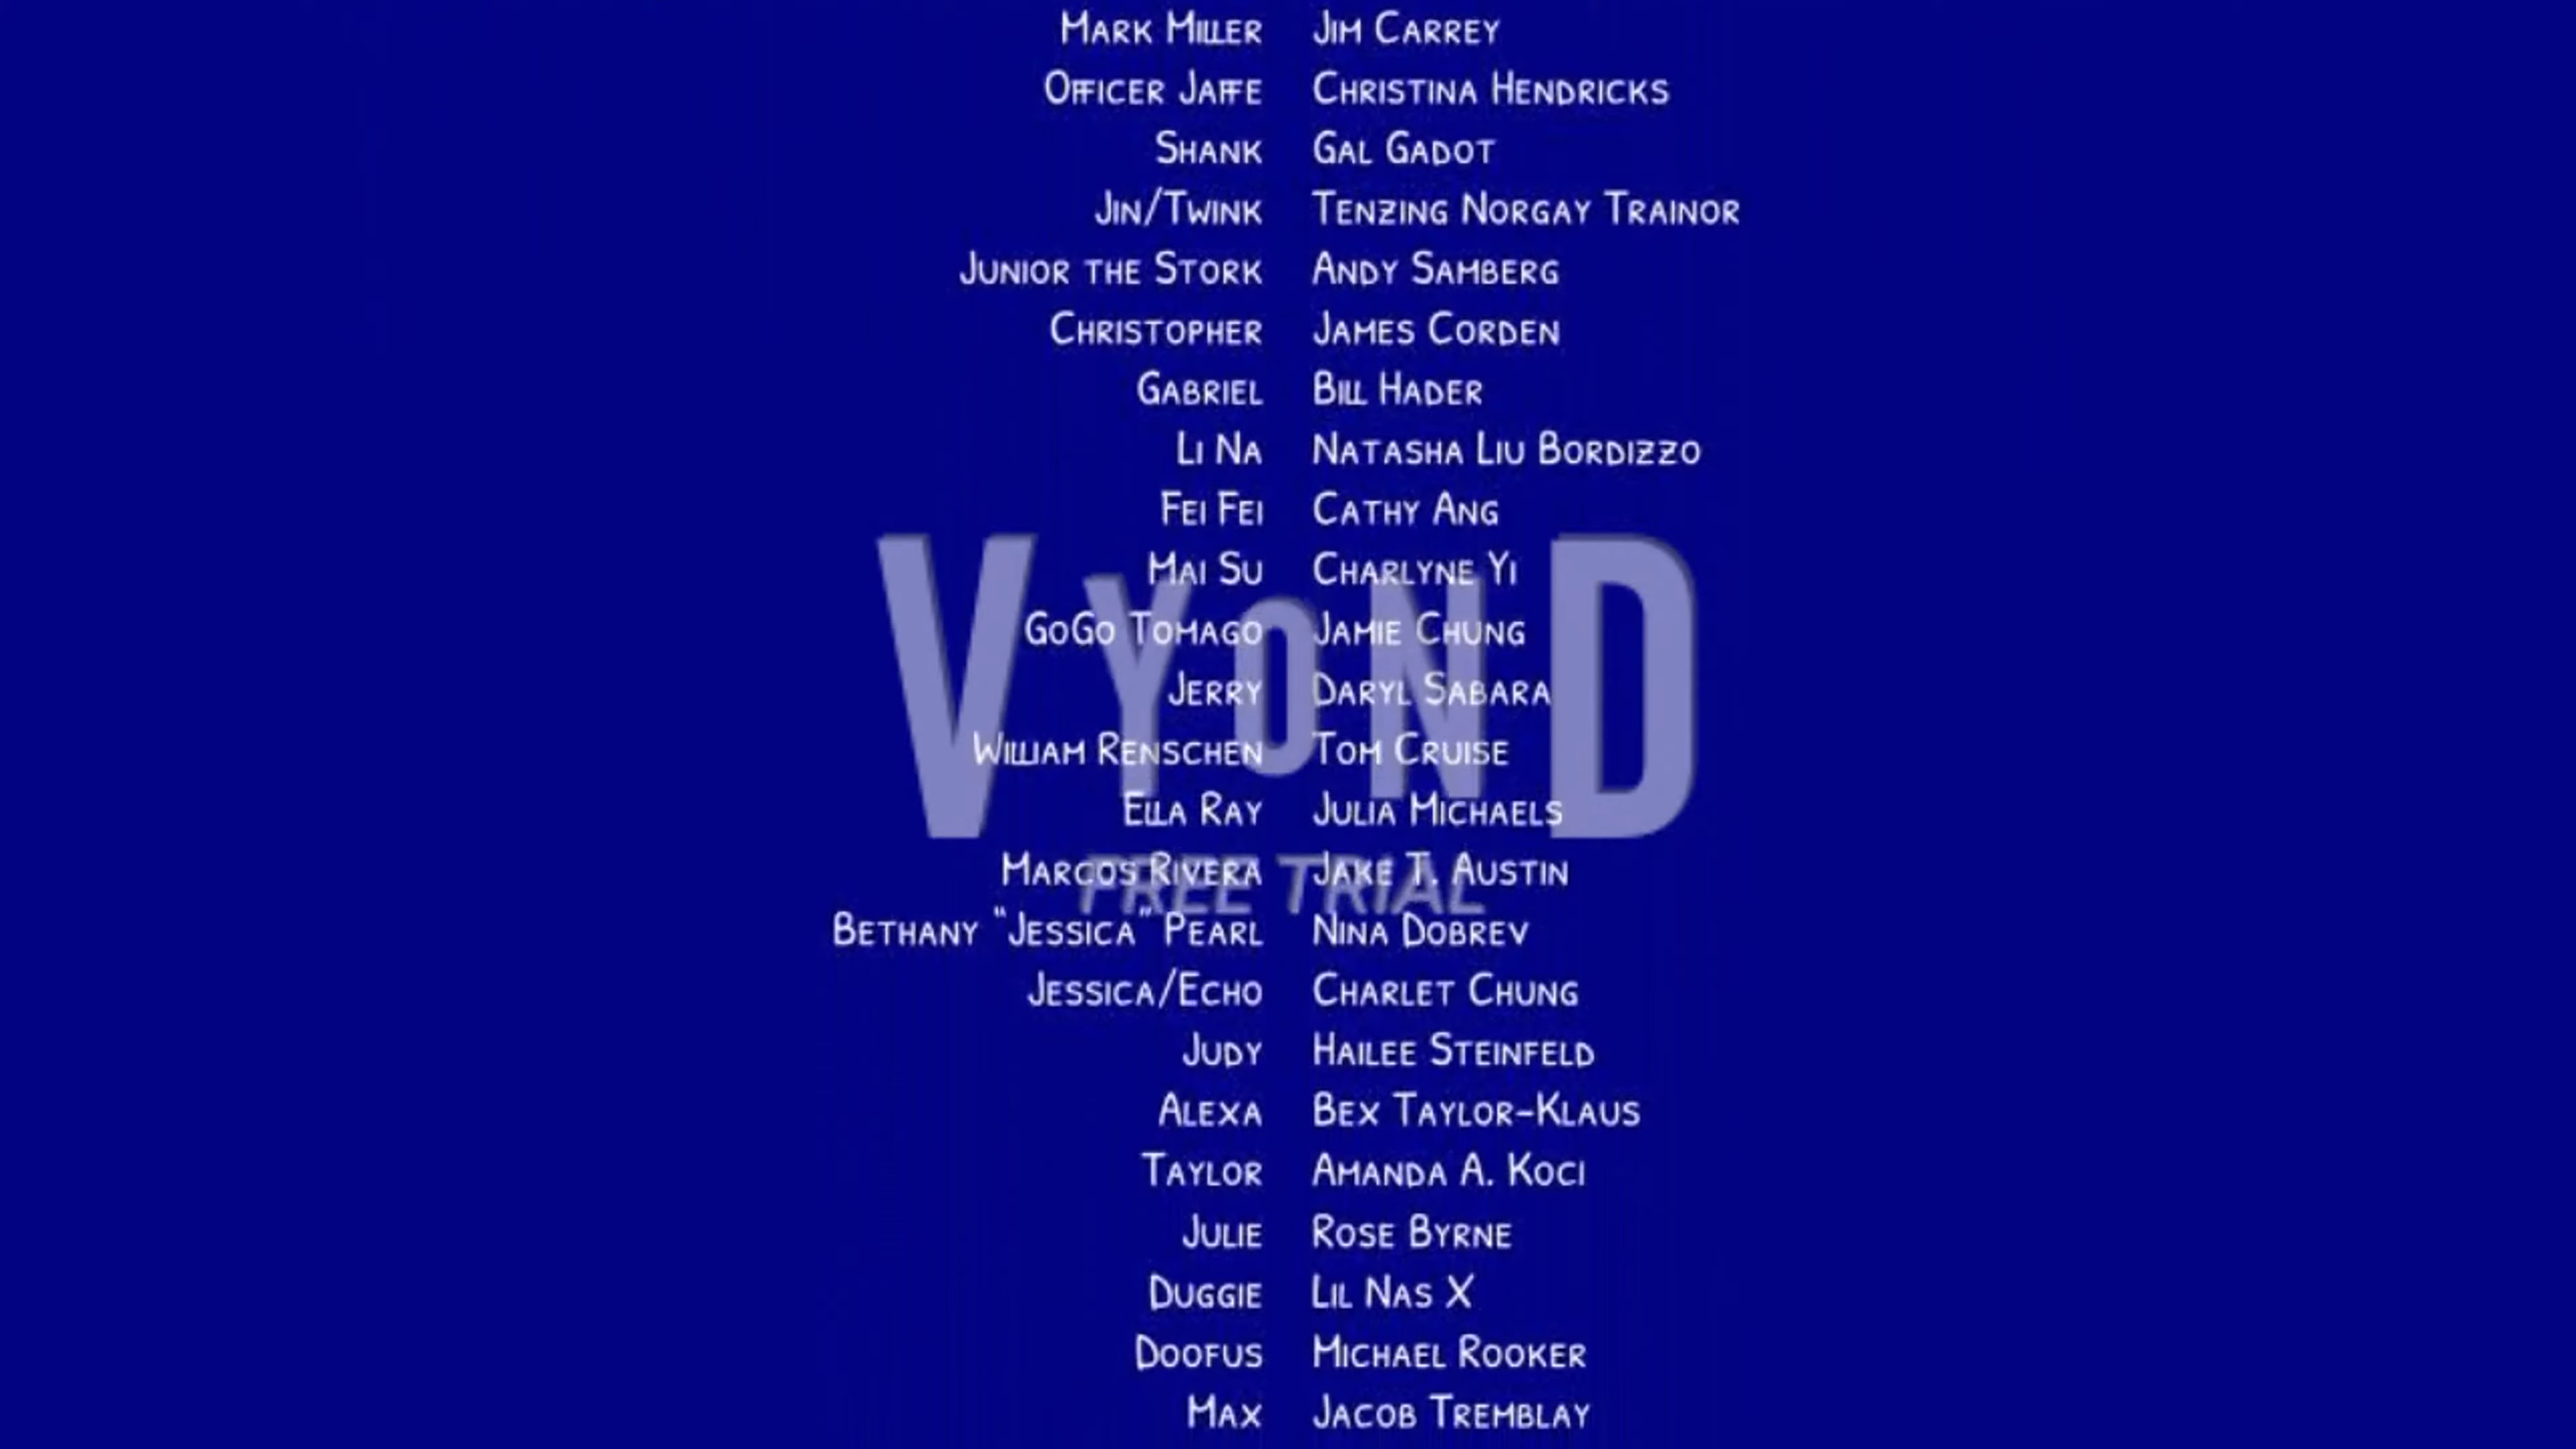 Mark Miller Jim Carrey
Officer Jaffe Christina Hendricks
Shank Gal Gadot
Jin/Twink Tenzing Norgay Trainor
Junior the Stork Andy Samberg
Christopher James Corden
Gabriel Bill Hader
Li Na Natasha Liu Bordizzo
Fei Fei Cathy Ang
Mai Su Charlyne Yi
GoGo Tomago Jamie Chung
Jerry Daryl Sabara
William Renschen Tom Cruise
Ella Ray Julia Michaels
Marcos Rivera Jake T. Austin
Bethany “Jessica” Pearl Nina Dobrev
Jessica/Echo Charlet Chung
Judy Hailee Steinfeld
Alexa Bex Taylor-Klaus
Taylor Amanda A. Koci
Julie Rose Byrne
Duggie Lil Nas X
Doofus Michael Rooker
Max Jacob Tremblay
VYOND
FREE TRIAL